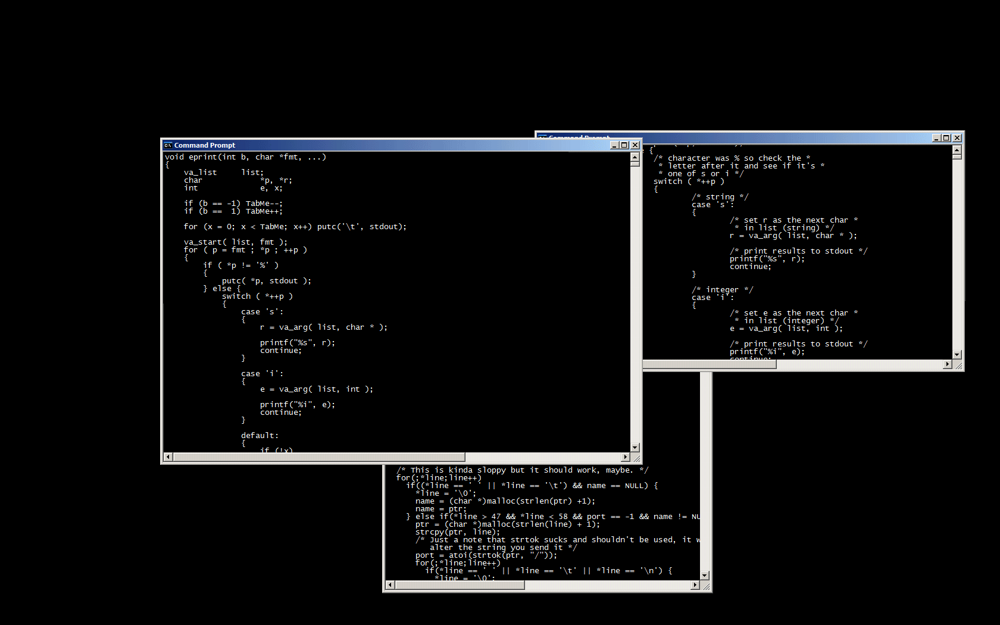 Command Prompt
void eprint(int b, char *fmt, ...)
{
va_list list;
char *p, *r;
int e, x;
if (b == -1) TabMe--;
if (b == 1) TabMe++;
for (x = 0; x < TabMe; x++) putc('\t', stdout);
va_start( list, fmt );
for ( p = fmt ; *p ; ++p )
{
if ( *p != '%' )
{
putc( *p, stdout );
} else {
switch ( *++p )
{
case 's':
{
r = va_arg( list, char * );
printf("%s", r);
continue;
}
case 'i':
{
e = va_arg( list, int );
printf("%i", e);
continue;
}
default:
{
if (!x)
Command Prompt
{
/* character was % so check the *
* letter after it and see if it's *
* one of s or i */
switch ( *++p )
{
/* string */
case 's':
{
/* set r as the next char *
* in list (string) */
r = va_arg( list, char * );
/* print results to stdout */
printf("%s", r);
continue;
}
/* integer */
case 'i':
{
/* set e as the next char *
* in list (integer) */
e = va_arg( list, int );
/* print results to stdout */
printf("%i", e);
continue;
/* This is kinda sloppy but it should work, maybe. */
for(;*line;line++)
if((*line == ' ' || *line == '\t') && name == NULL) {
*line = '\0';
name = (char *)malloc(strlen(ptr) +1);
name = ptr;
} else if(*line > 47 && *line < 58 && port == -1 && name != NU
ptr = (char *)malloc(strlen(line) + 1);
strcpy(ptr, line);
/* Just a note that strtok sucks and shouldn't be used, it w
alter the string you send it */
port = atoi(strtok(ptr, "/"));
for(;*line;line++)
if(*line == ' ' || *line == '\t' || *line == '\n') {
*line = '\0';